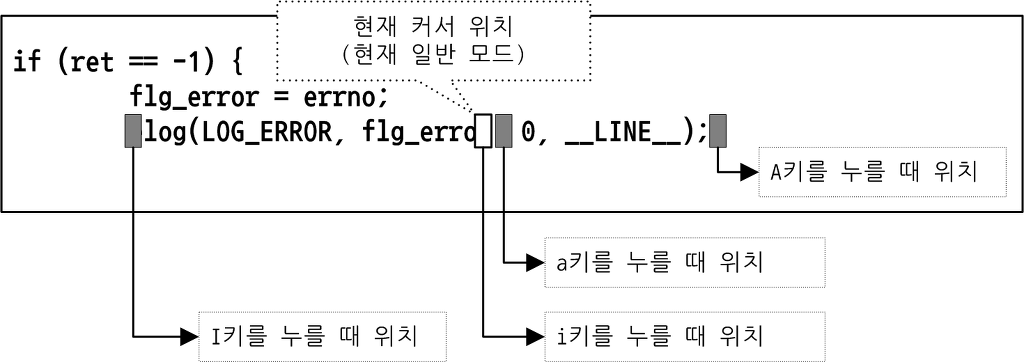 현재 커서 위치
(현재 일반 모드)
if (ret == -1) {
flg_error = errno;
log(LOG_ERROR, flg_erro 0, __LINE__);
A키를 누를 때 위치
a키를 누를 때 위치
I키를 누를 때 위치
i키를 누를 때 위치